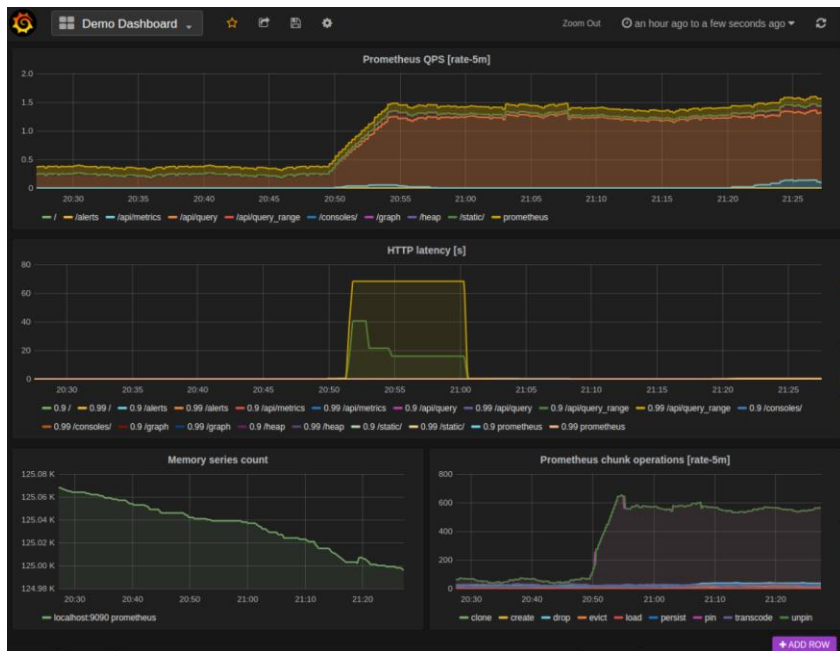 Demo Dashboard
Zoom Out
an hour ago to a few seconds ago
Prometheus QPS [rate-5m]
2.0
1.5
1.0
0.5
0
20:30 20:35 20:40 20:45 20:50 20:55 21:00 21:05 21:10 21:15 21:20 21:25
/ /alerts /api/metrics /api/query /api/query_range /consoles/ /graph /heap /static/ prometheus
HTTP latency [s]
80
60
40
20
0
20:30 20:35 20:40 20:45 20:50 20:55 21:00 21:05 21:10 21:15 21:20 21:25
0.9 / 0.99 / 0.9 /alerts 0.99 /alerts 0.9 /api/metrics 0.99 /api/metrics 0.9 /api/query 0.99 /api/query 0.9 /api/query_range 0.99 /api/query_range 0.9 /consoles/
0.99 /consoles/ 0.9 /graph 0.99 /graph 0.9 /heap 0.99 /heap 0.9 /static/ 0.99 /static/ 0.9 prometheus 0.99 prometheus
Memory series count
125.08 K
125.06 K
125.04 K
125.02 K
125.00 K
124.98 K
20:30 20:40 20:50 21:00 21:10 21:20
localhost:9090 prometheus
Prometheus chunk operations [rate-5m]
800
600
400
200
0
20:30 20:40 20:50 21:00 21:10 21:20
clone create drop evict load persist pin transcode unpin
+ ADD ROW